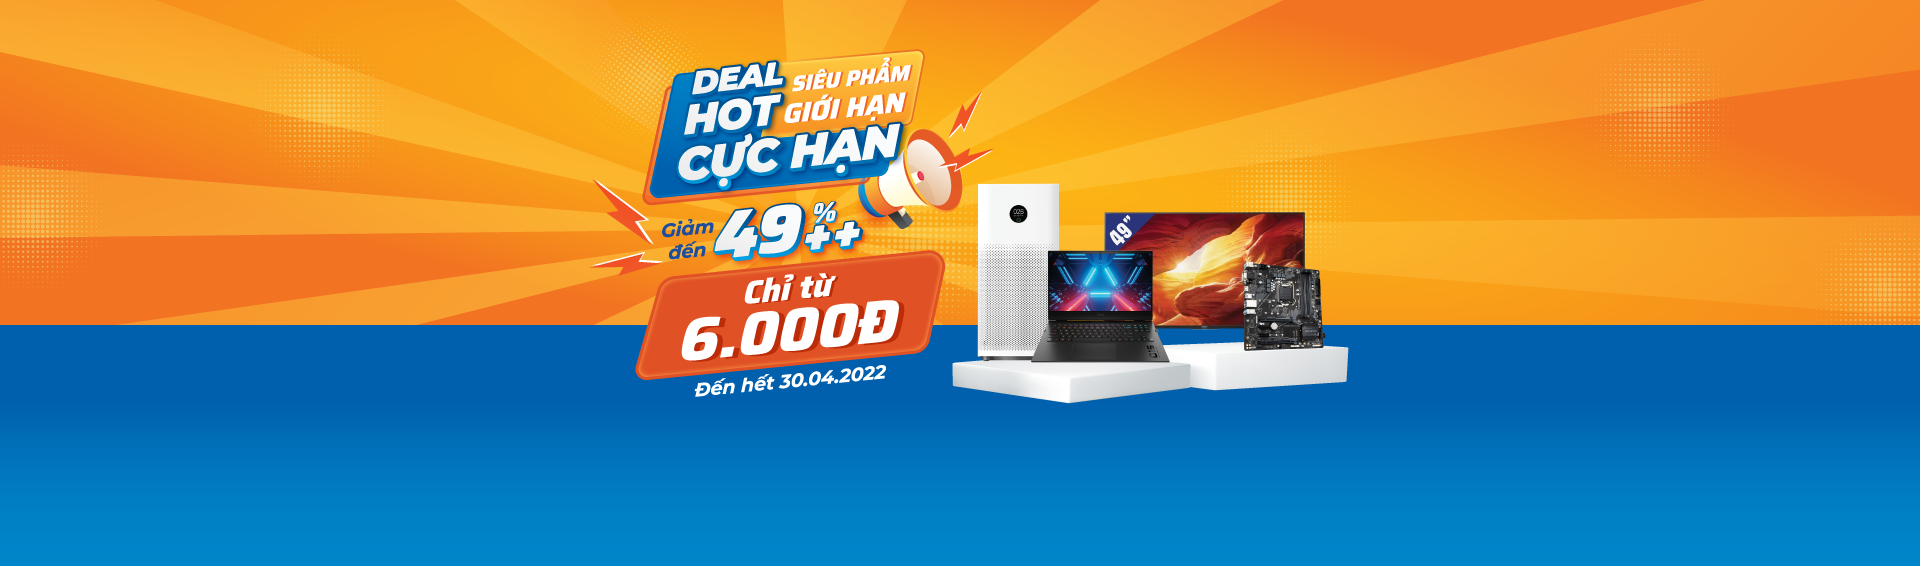 DEAL
HOT
CỰC HẠN
SIÊU PHẨM
GIỚI HẠN
Giảm
đến
49%++
Chỉ từ
6.000Đ
Đến hết 30.04.2022
49"